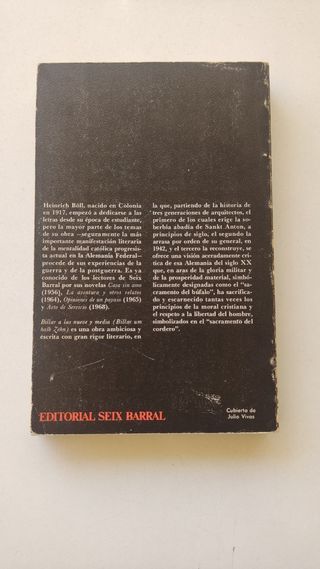 Heinrich Böll, nacido en Colonia
en 1917, empezó a dedicarse a las
letras desde su época de estudiante,
pero la mayor parte de los temas
de su obra —seguramente la más
importante manifestación literaria
de la mentalidad católica progre-
sista actual en la Alemania Federal—
procede de sus experiencias de la
guerra y de la postguerra. Es ya
conocido de los lectores de Seix
Barral por sus novelas Casa sin amo
(1956), La aventura y otros relatos
(1964), Opiniones de un payaso (1965)
y Acto de Servicio (1968).
Billar a las nueve y media (Billar um
halb Zehn) es una obra ambiciosa y
escrita con gran rigor literario, en
la que, partiendo de la historia de
tres generaciones de arquitectos, el
primero de los cuales erige la so-
berbia abadía de Sankt Anton, a
principios de siglo, el segundo la
arrasa por orden de su general, en
1942, y el tercero la reconstruye, se
ofrece una visión aceradamente crí-
tica de esa Alemania del siglo XX
que, en aras de la gloria militar y
de la prosperidad material, simbó-
licamente designadas como el "sa-
cramento del búfalo", ha sacrifica-
do y escarnecido tantas veces los
principios de la moral cristiana y
el respeto a la libertad del hombre,
simbolizados en el "sacramento del
cordero".
EDITORIAL SEIX BARRAL
Cubierta de
Julio Vivas